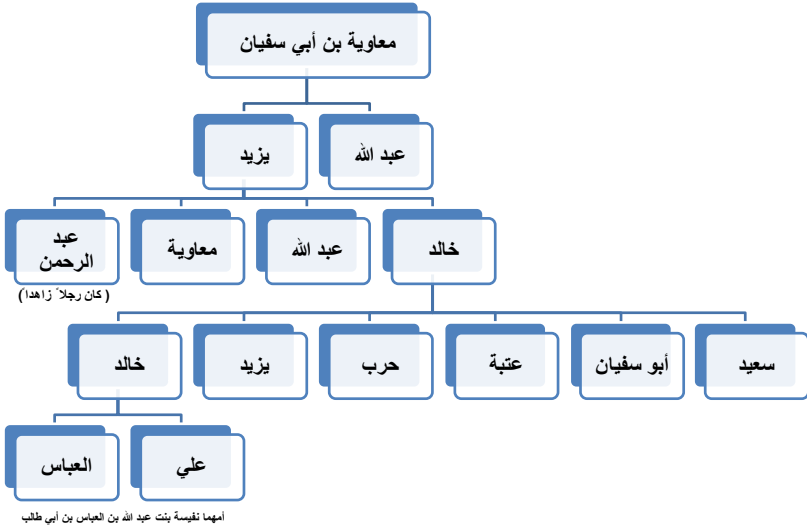 معاوية بن أبي سفيان
عبد الله
يزيد
خالد
عبد الله
معاوية
عبد
الرحمن
(كان رجلاً زاهداً)
سعيد
أبو سفيان
عتبة
حرب
يزيد
خالد
علي
العباس
أمهما نفيسة بنت عبد الله بن العباس بن أبي طالب